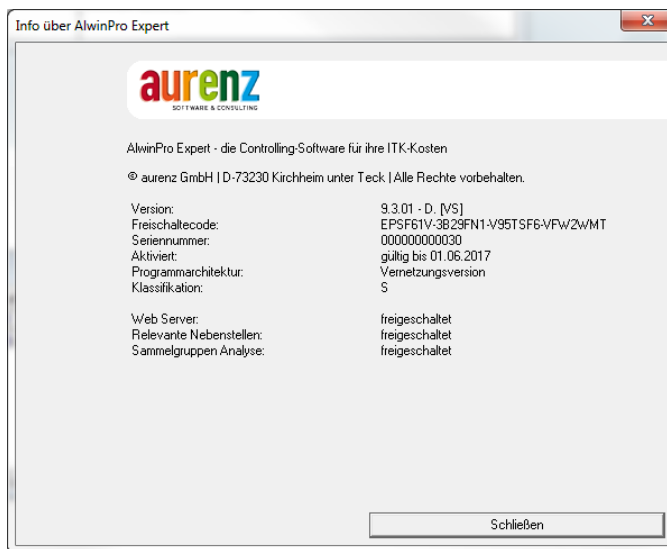 Info über AlwinPro Expert
aurenz
SOFTWARE & CONSULTING
AlwinPro Expert - die Controlling-Software für ihre ITK-Kosten
© aurenz GmbH | D-73230 Kirchheim unter Teck | Alle Rechte vorbehalten.
Version: 9.3.01 - D. [VS]
Freischaltecode: EPSF61V-3B29FN1-V95TSF6-VFW2WMT
Seriennummer: 000000000030
Aktiviert: gültig bis 01.06.2017
Programmarchitektur: Vernetzungsversion
Klassifikation: S
Web Server: freigeschaltet
Relevante Nebenstellen: freigeschaltet
Sammelgruppen Analyse: freigeschaltet
Schließen